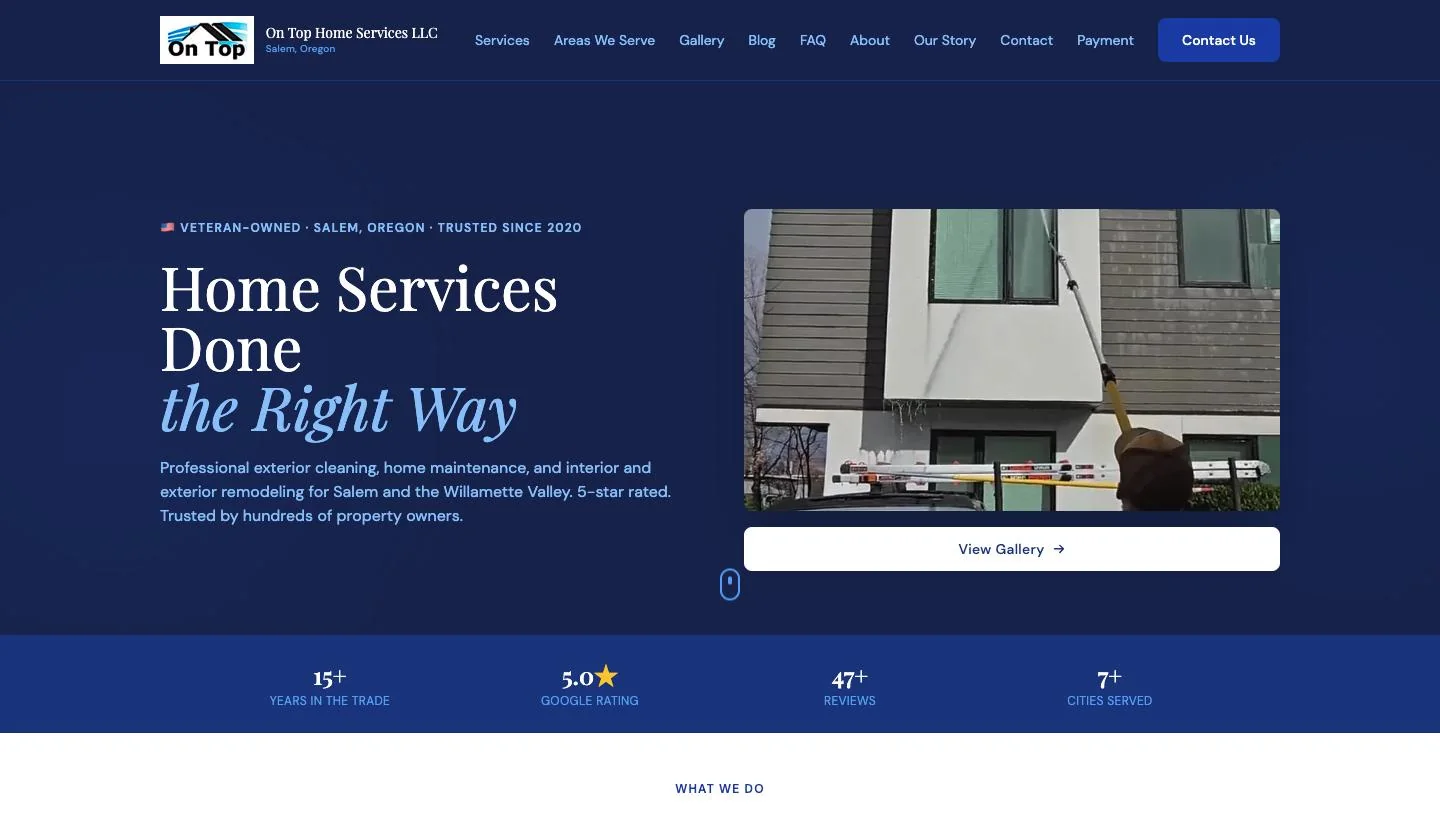 On Top
On Top Home Services LLC
Salem, Oregon
Services
Areas We Serve
Gallery
Blog
FAQ
About
Our Story
Contact
Payment
Contact Us
🇺🇸 VETERAN-OWNED · SALEM, OREGON · TRUSTED SINCE 2020
Home Services
Done
the Right Way
Professional exterior cleaning, home maintenance, and interior and
exterior remodeling for Salem and the Willamette Valley. 5-star rated.
Trusted by hundreds of property owners.
View Gallery →
15+
YEARS IN THE TRADE
5.0★
GOOGLE RATING
47+
REVIEWS
7+
CITIES SERVED
WHAT WE DO